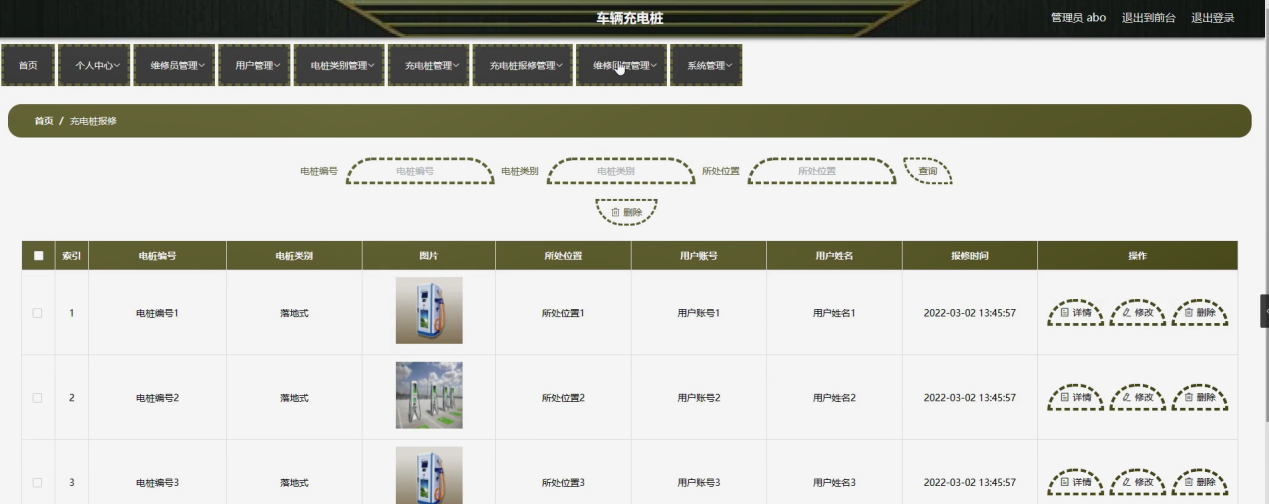 车辆充电桩
管理员 abo 退出到前台 退出登录
首页 个人中心 维修员管理 用户管理 电桩类别管理 充电桩管理 充电桩报修管理 维修回复管理 系统管理
首页 / 充电桩报修
电桩编号 电桩编号 电桩类别 电桩类别 所处位置 所处位置 查询
删除
索引 电桩编号 电桩类别 图片 所处位置 用户账号 用户姓名 报修时间 操作
1 电桩编号1 落地式 所处位置1 用户账号1 用户姓名1 2022-03-02 13:45:57 详情 修改 删除
2 电桩编号2 落地式 所处位置2 用户账号2 用户姓名2 2022-03-02 13:45:57 详情 修改 删除
3 电桩编号3 落地式 所处位置3 用户账号3 用户姓名3 2022-03-02 13:45:57 详情 修改 删除